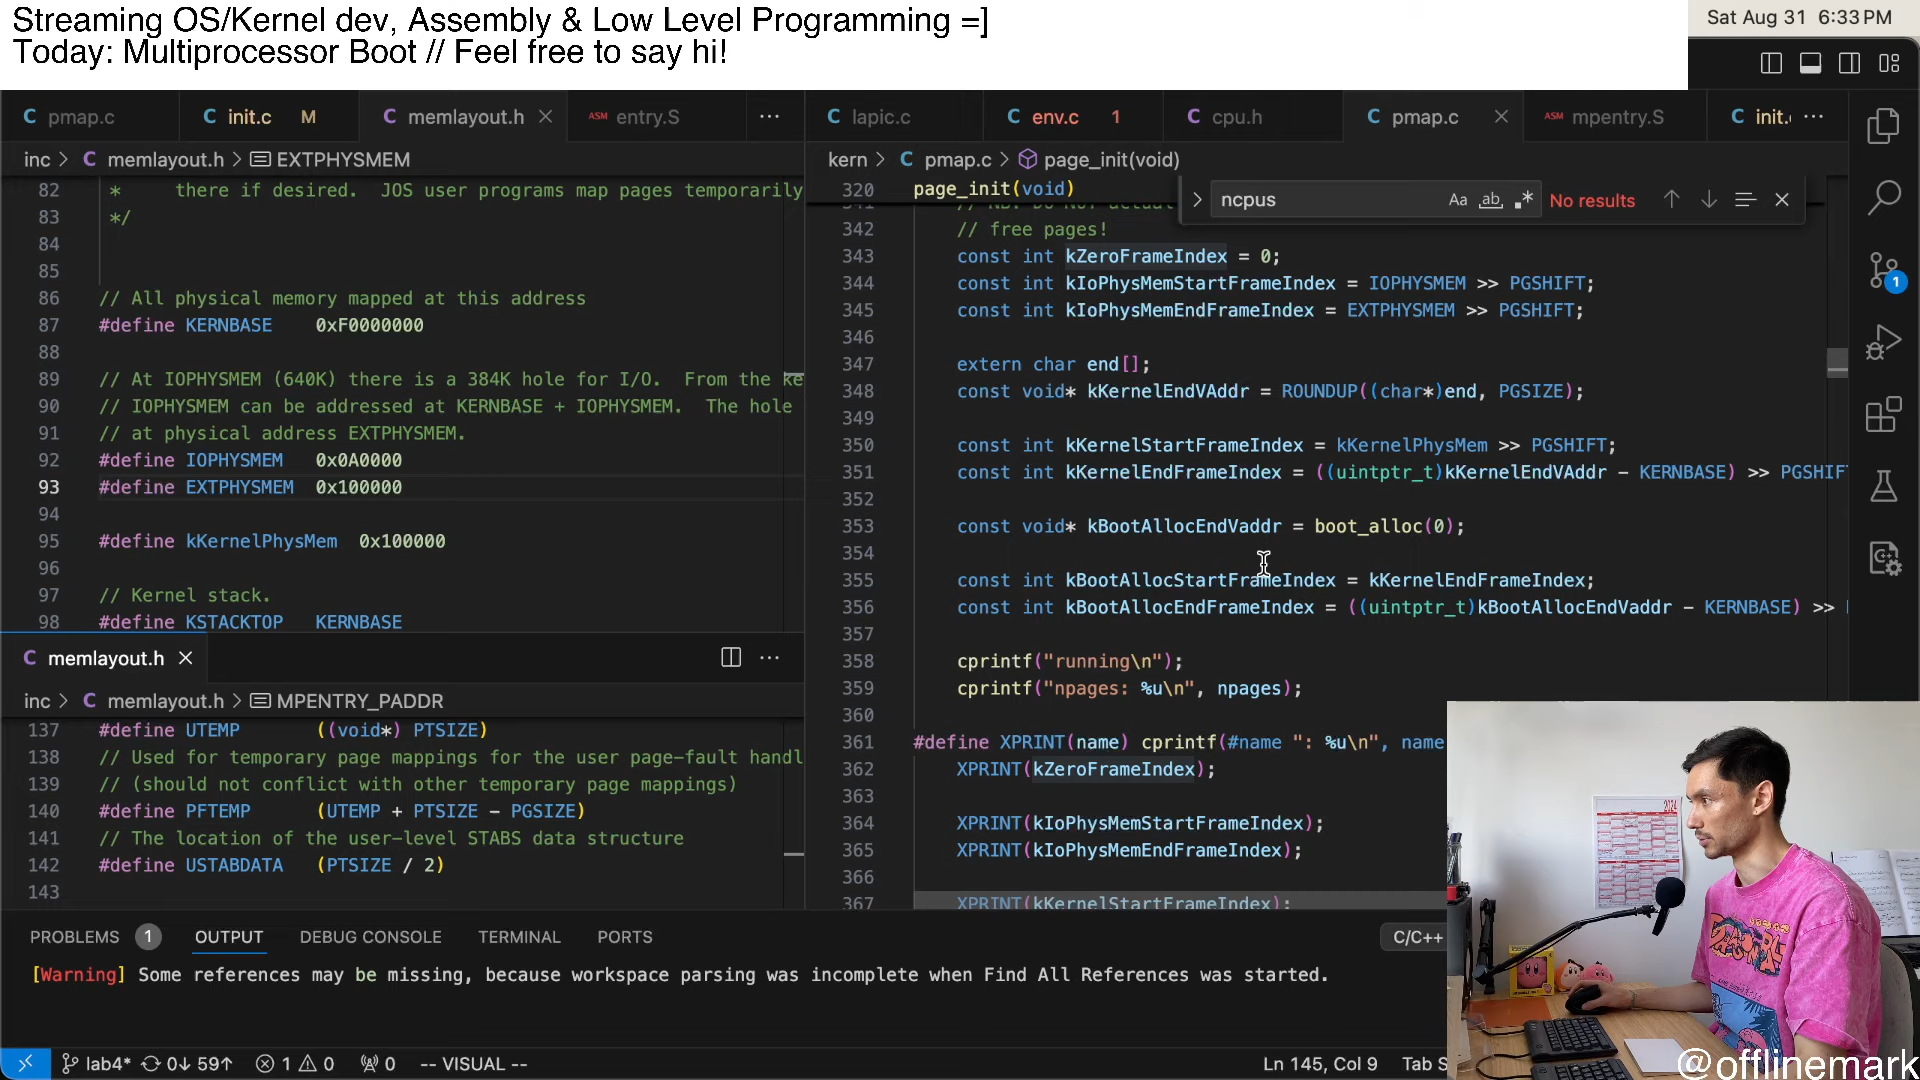 Streaming OS/Kernel dev, Assembly & Low Level Programming =]
Today: Multiprocessor Boot // Feel free to say hi!
Sat Aug 31 6:33 PM
C pmap.c
C init.c M
C memlayout.h
ASM entry.S
inc > C memlayout.h > EXTPHYSMEM
82 * there if desired. JOS user programs map pages temporarily
83 */
84
85
86 // All physical memory mapped at this address
87 #define KERNBASE 0xF0000000
88
89 // At IOPHYSMEM (640K) there is a 384K hole for I/O. From the ke
90 // IOPHYSMEM can be addressed at KERNBASE + IOPHYSMEM. The hole
91 // at physical address EXTPHYSMEM.
92 #define IOPHYSMEM 0x0A0000
93 #define EXTPHYSMEM 0x100000
94
95 #define kKernelPhysMem 0x100000
96
97 // Kernel stack.
98 #define KSTACKTOP KERNBASE
C memlayout.h
inc > C memlayout.h > MPENTRY_PADDR
137 #define UTEMP ((void*) PTSIZE)
138 // Used for temporary page mappings for the user page-fault handl
139 // (should not conflict with other temporary page mappings)
140 #define PFTEMP (UTEMP + PTSIZE - PGSIZE)
141 // The location of the user-level STABS data structure
142 #define USTABDATA (PTSIZE / 2)
143
C lapic.c
C env.c 1
C cpu.h
C pmap.c
ASM mpentry.S
C init.
kern > C pmap.c > page_init(void)
320 page_init(void)
ncpus Aa ab .* No results
342 // free pages!
343 const int kZeroFrameIndex = 0;
344 const int kIoPhysMemStartFrameIndex = IOPHYSMEM >> PGSHIFT;
345 const int kIoPhysMemEndFrameIndex = EXTPHYSMEM >> PGSHIFT;
346
347 extern char end[];
348 const void* kKernelEndVAddr = ROUNDUP((char*)end, PGSIZE);
349
350 const int kKernelStartFrameIndex = kKernelPhysMem >> PGSHIFT;
351 const int kKernelEndFrameIndex = ((uintptr_t)kKernelEndVAddr - KERNBASE) >> PGSHIF
352
353 const void* kBootAllocEndVaddr = boot_alloc(0);
354
355 const int kBootAllocStartFrameIndex = kKernelEndFrameIndex;
356 const int kBootAllocEndFrameIndex = ((uintptr_t)kBootAllocEndVaddr - KERNBASE) >>
357
358 cprintf("running\n");
359 cprintf("npages: %u\n", npages);
360
361 #define XPRINT(name) cprintf(#name ": %u\n", name
362 XPRINT(kZeroFrameIndex);
363
364 XPRINT(kIoPhysMemStartFrameIndex);
365 XPRINT(kIoPhysMemEndFrameIndex);
366
367 XPRINT(kKernelStartFrameIndex);
1
PROBLEMS 1 OUTPUT DEBUG CONSOLE TERMINAL PORTS
C/C++
[Warning] Some references may be missing, because workspace parsing was incomplete when Find All References was started.
2024
lab4* 0↓ 59↑ 1 0 0 -- VISUAL --
Ln 145, Col 9 Tab S
@offlinemark